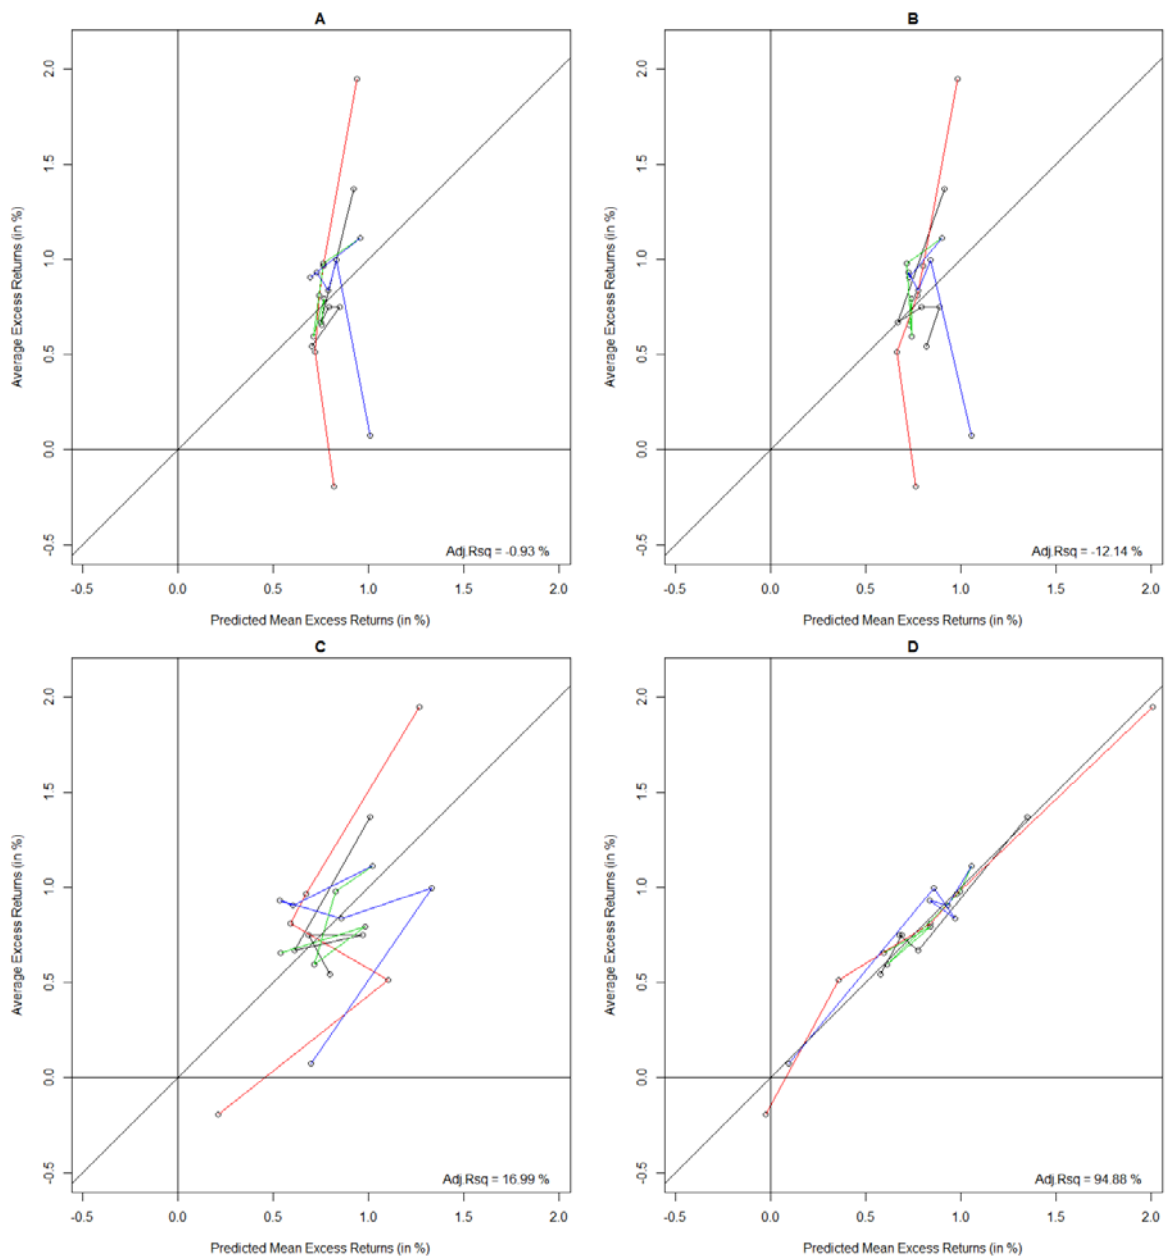 A
2.0
1.5
1.0
0.5
0.0
-0.5
Average Excess Returns (in %)
Adj.Rsq = -0.93 %
-0.5 0.0 0.5 1.0 1.5 2.0
Predicted Mean Excess Returns (in %)
B
2.0
1.5
1.0
0.5
0.0
-0.5
Average Excess Returns (in %)
Adj.Rsq = -12.14 %
-0.5 0.0 0.5 1.0 1.5 2.0
Predicted Mean Excess Returns (in %)
C
2.0
1.5
1.0
0.5
0.0
-0.5
Average Excess Returns (in %)
Adj.Rsq = 16.99 %
-0.5 0.0 0.5 1.0 1.5 2.0
Predicted Mean Excess Returns (in %)
D
2.0
1.5
1.0
0.5
0.0
-0.5
Average Excess Returns (in %)
Adj.Rsq = 94.88 %
-0.5 0.0 0.5 1.0 1.5 2.0
Predicted Mean Excess Returns (in %)